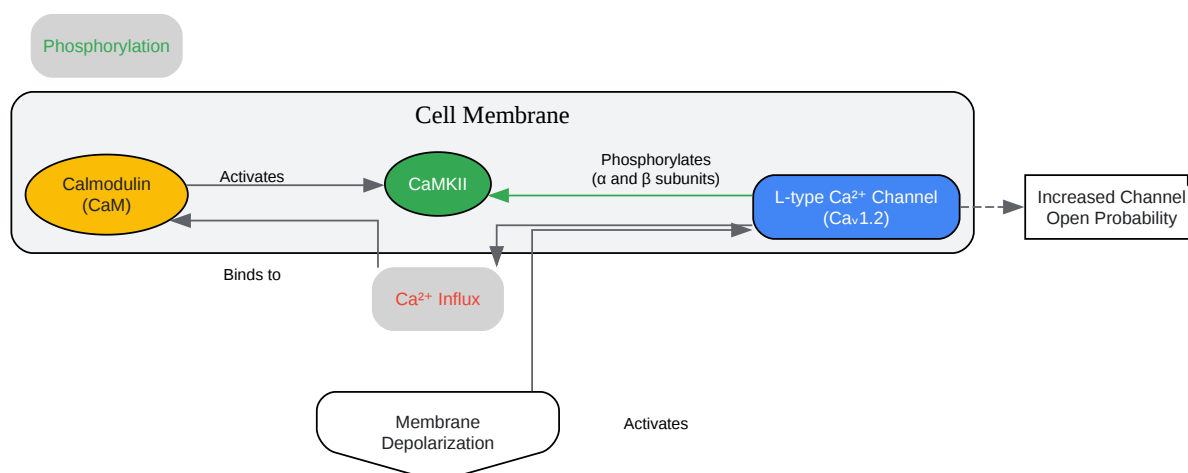 Phosphorylation
Cell Membrane
Calmodulin
(CaM)
Activates
CaMKII
Phosphorylates
(α and β subunits)
L-type Ca²⁺ Channel
(Caᵥ1.2)
Increased Channel
Open Probability
Binds to
Ca²⁺ Influx
Membrane
Depolarization
Activates